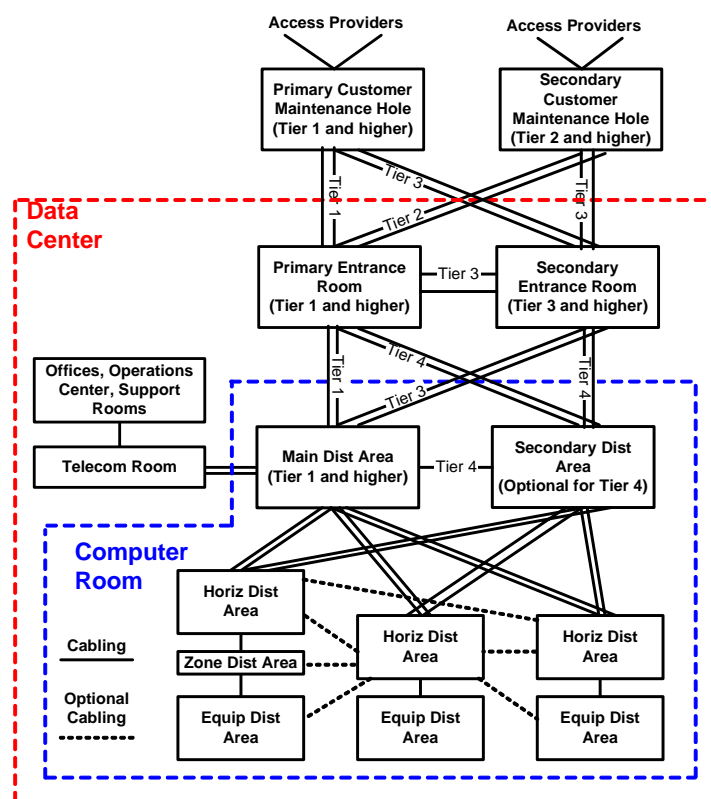 Access Providers
Access Providers
Primary Customer
Maintenance Hole
(Tier 1 and higher)
Secondary
Customer
Maintenance Hole
(Tier 2 and higher)
Tier 1
Tier 3
Tier 2
Tier 3
Data
Center
Primary Entrance
Room
(Tier 1 and higher)
Tier 3
Secondary
Entrance Room
(Tier 3 and higher)
Tier 1
Tier 4
Tier 3
Tier 4
Offices, Operations
Center, Support
Rooms
Telecom Room
Main Dist Area
(Tier 1 and higher)
Tier 4
Secondary Dist
Area
(Optional for Tier 4)
Computer
Room
Horiz Dist
Area
Horiz Dist
Area
Horiz Dist
Area
Cabling
Zone Dist Area
Optional
Cabling
Equip Dist
Area
Equip Dist
Area
Equip Dist
Area